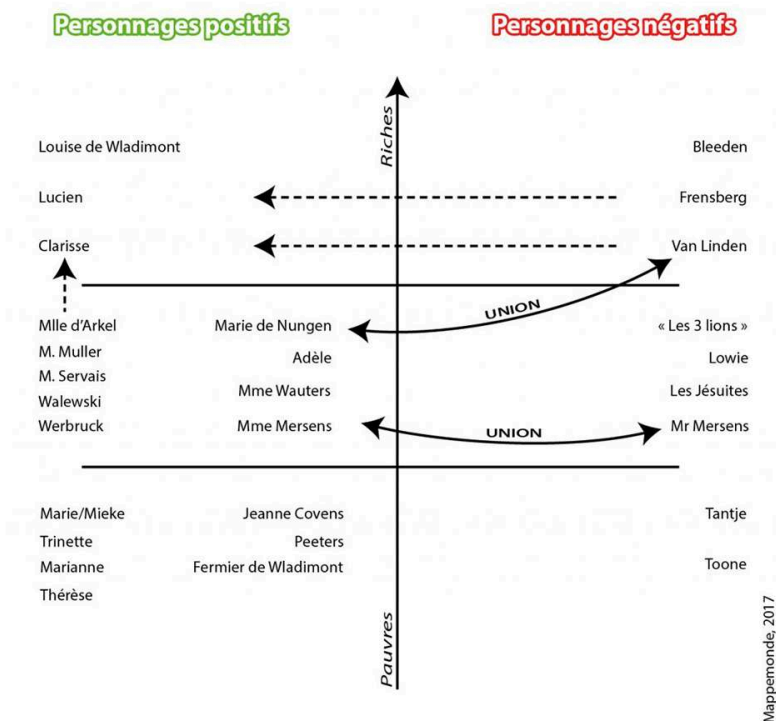 Personnages positifs
Personnages négatifs
Riches
Louise de Wladimont
Bleeden
Lucien
Frensberg
Clarisse
Van Linden
UNION
Mlle d'Arkel
Marie de Nungen
« Les 3 lions »
M. Muller
Adèle
Lowie
M. Servais
Mme Wauters
Les Jésuites
Walewski
Werbruck
Mme Mersens
UNION
Mr Mersens
Marie/Mieke
Jeanne Covens
Tantje
Trinette
Peeters
Marianne
Fermier de Wladimont
Toone
Thérèse
Pauvres
Mappemonde, 2017